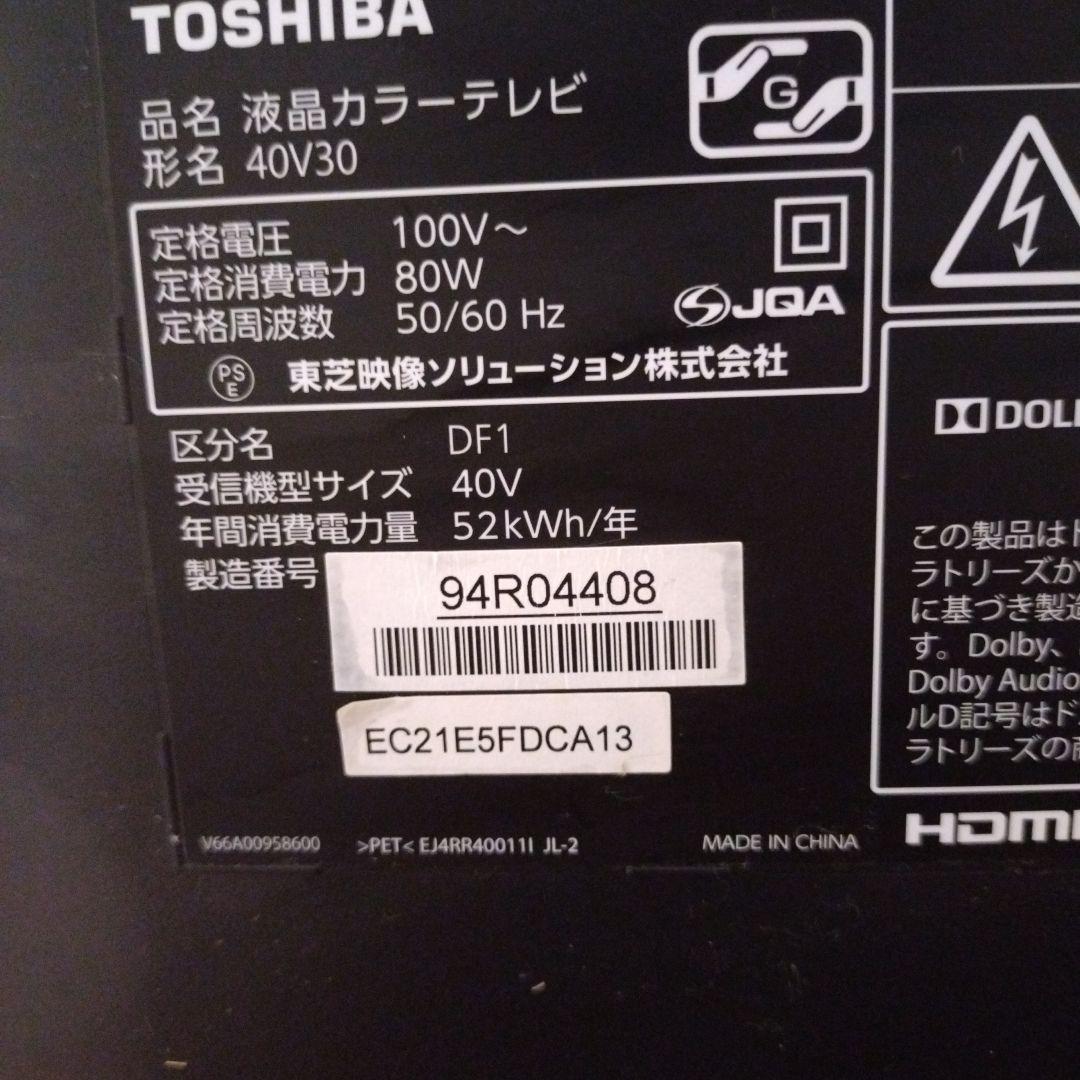 TOSHIBA
品名 液晶カラーテレビ
形名 40V30
G
定格電圧 100V～
定格消費電力 80W
定格周波数 50/60 Hz
JQA
PS
E
東芝映像ソリューション株式会社
区分名 DF1
受信機型サイズ 40V
年間消費電力量 52kWh/年
製造番号 94R04408
EC21E5FDCA13
V66A00958600 >PET< EJ4RR40011I JL-2 MADE IN CHINA
この製品は
ラトリーズか
に基づき製造
す。Dolby、
Dolby Audio
ルD記号はド
ラトリーズの